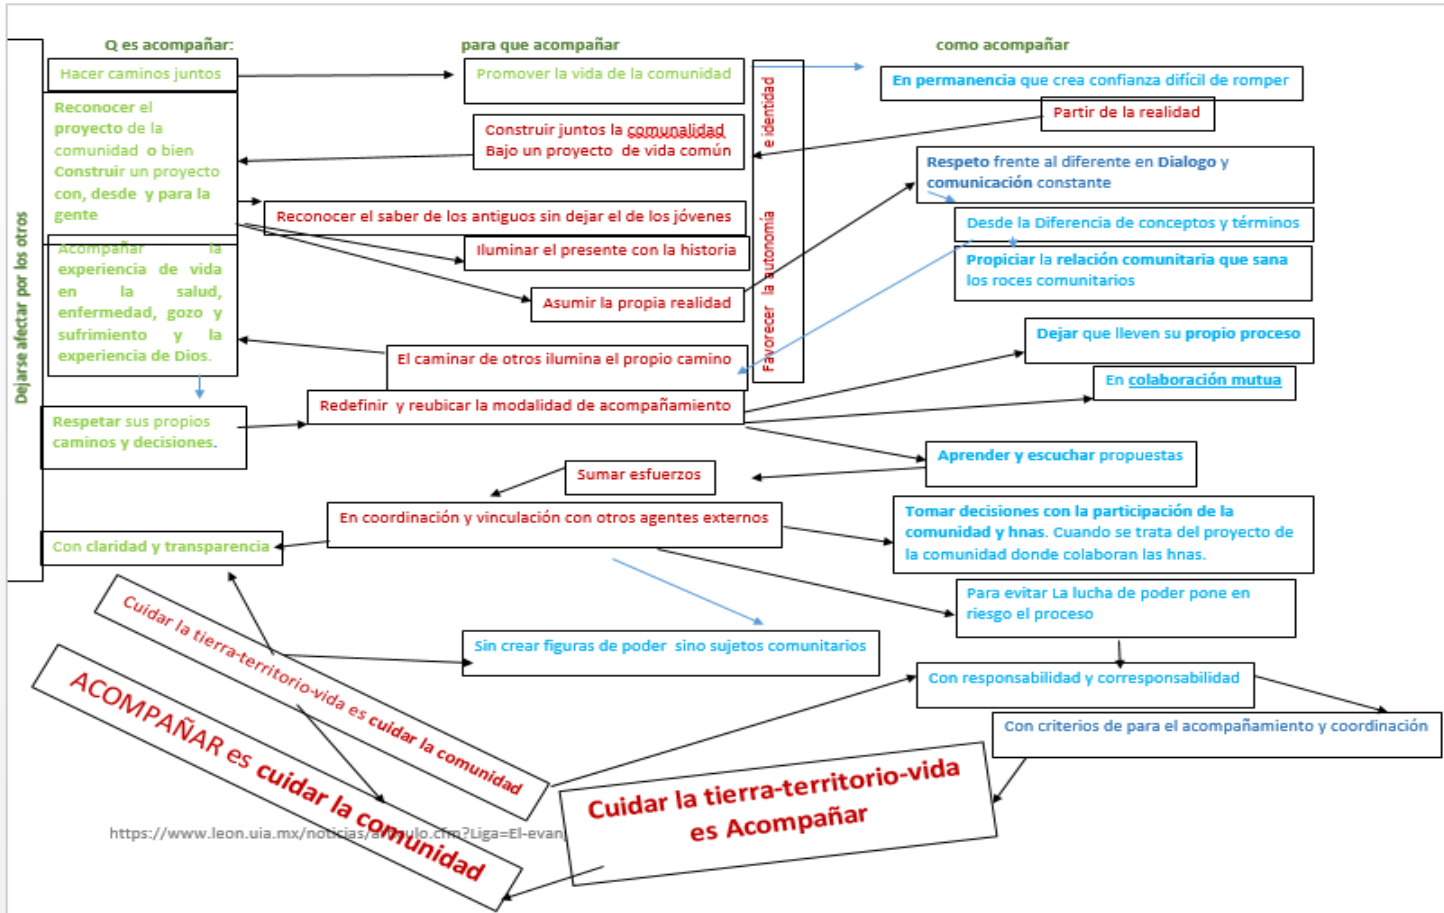 Q es acompañar:
para que acompañar
como acompañar
Dejarse afectar por los otros
Hacer caminos juntos
Reconocer el
proyecto de la
comunidad o bien
Construir un proyecto
con, desde y para la
gente
Acompañar la
experiencia de vida
en la salud,
enfermedad, gozo y
sufrimiento y la
experiencia de Dios.
Respetar sus propios
caminos y decisiones.
Con claridad y transparencia
Promover la vida de la comunidad
Construir juntos la comunalidad
Bajo un proyecto de vida común
Reconocer el saber de los antiguos sin dejar el de los jóvenes
Iluminar el presente con la historia
Asumir la propia realidad
El caminar de otros ilumina el propio camino
Redefinir y reubicar la modalidad de acompañamiento
Sumar esfuerzos
En coordinación y vinculación con otros agentes externos
Favorecer la autonomía e identidad
En permanencia que crea confianza difícil de romper
Partir de la realidad
Respeto frente al diferente en Dialogo y
comunicación constante
Desde la Diferencia de conceptos y términos
Propiciar la relación comunitaria que sana
los roces comunitarios
Dejar que lleven su propio proceso
En colaboración mutua
Aprender y escuchar propuestas
Tomar decisiones con la participación de la
comunidad y hnas. Cuando se trata del proyecto de
la comunidad donde colaboran las hnas.
Para evitar La lucha de poder pone en
riesgo el proceso
Sin crear figuras de poder sino sujetos comunitarios
Con responsabilidad y corresponsabilidad
Con criterios de para el acompañamiento y coordinación
Cuidar la tierra-territorio-vida es cuidar la comunidad
ACOMPAÑAR es cuidar la comunidad
Cuidar la tierra-territorio-vida
es Acompañar
https://www.leon.uia.mx/noticias/